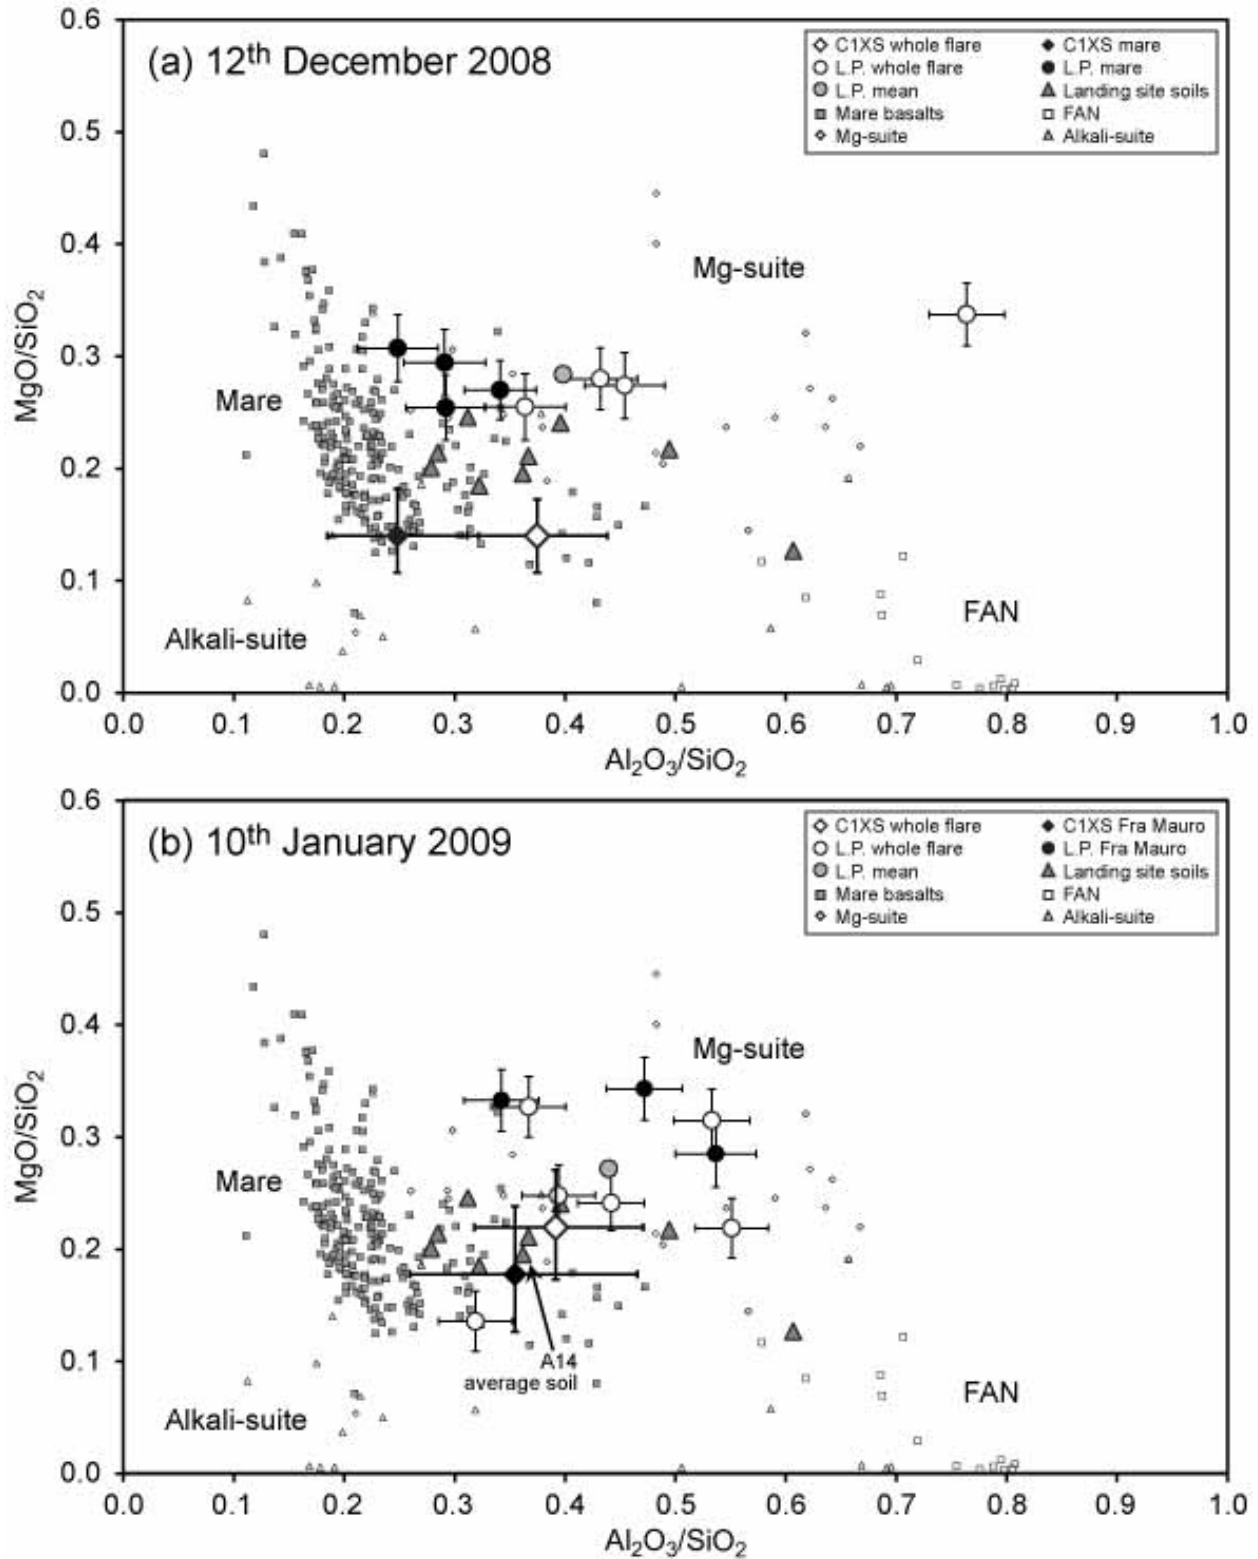 (a) 12th December 2008
C1XS whole flare
C1XS mare
L.P. whole flare
L.P. mare
L.P. mean
Landing site soils
Mare basalts
FAN
Mg-suite
Alkali-suite
0.6
0.5
0.4
0.3
0.2
0.1
0.0
MgO/SiO₂
Mg-suite
Mare
Alkali-suite
FAN
0.0 0.1 0.2 0.3 0.4 0.5 0.6 0.7 0.8 0.9 1.0
Al₂O₃/SiO₂
(b) 10th January 2009
C1XS whole flare
C1XS Fra Mauro
L.P. whole flare
L.P. Fra Mauro
L.P. mean
Landing site soils
Mare basalts
FAN
Mg-suite
Alkali-suite
0.6
0.5
0.4
0.3
0.2
0.1
0.0
MgO/SiO₂
Mg-suite
Mare
A14
average soil
Alkali-suite
FAN
0.0 0.1 0.2 0.3 0.4 0.5 0.6 0.7 0.8 0.9 1.0
Al₂O₃/SiO₂